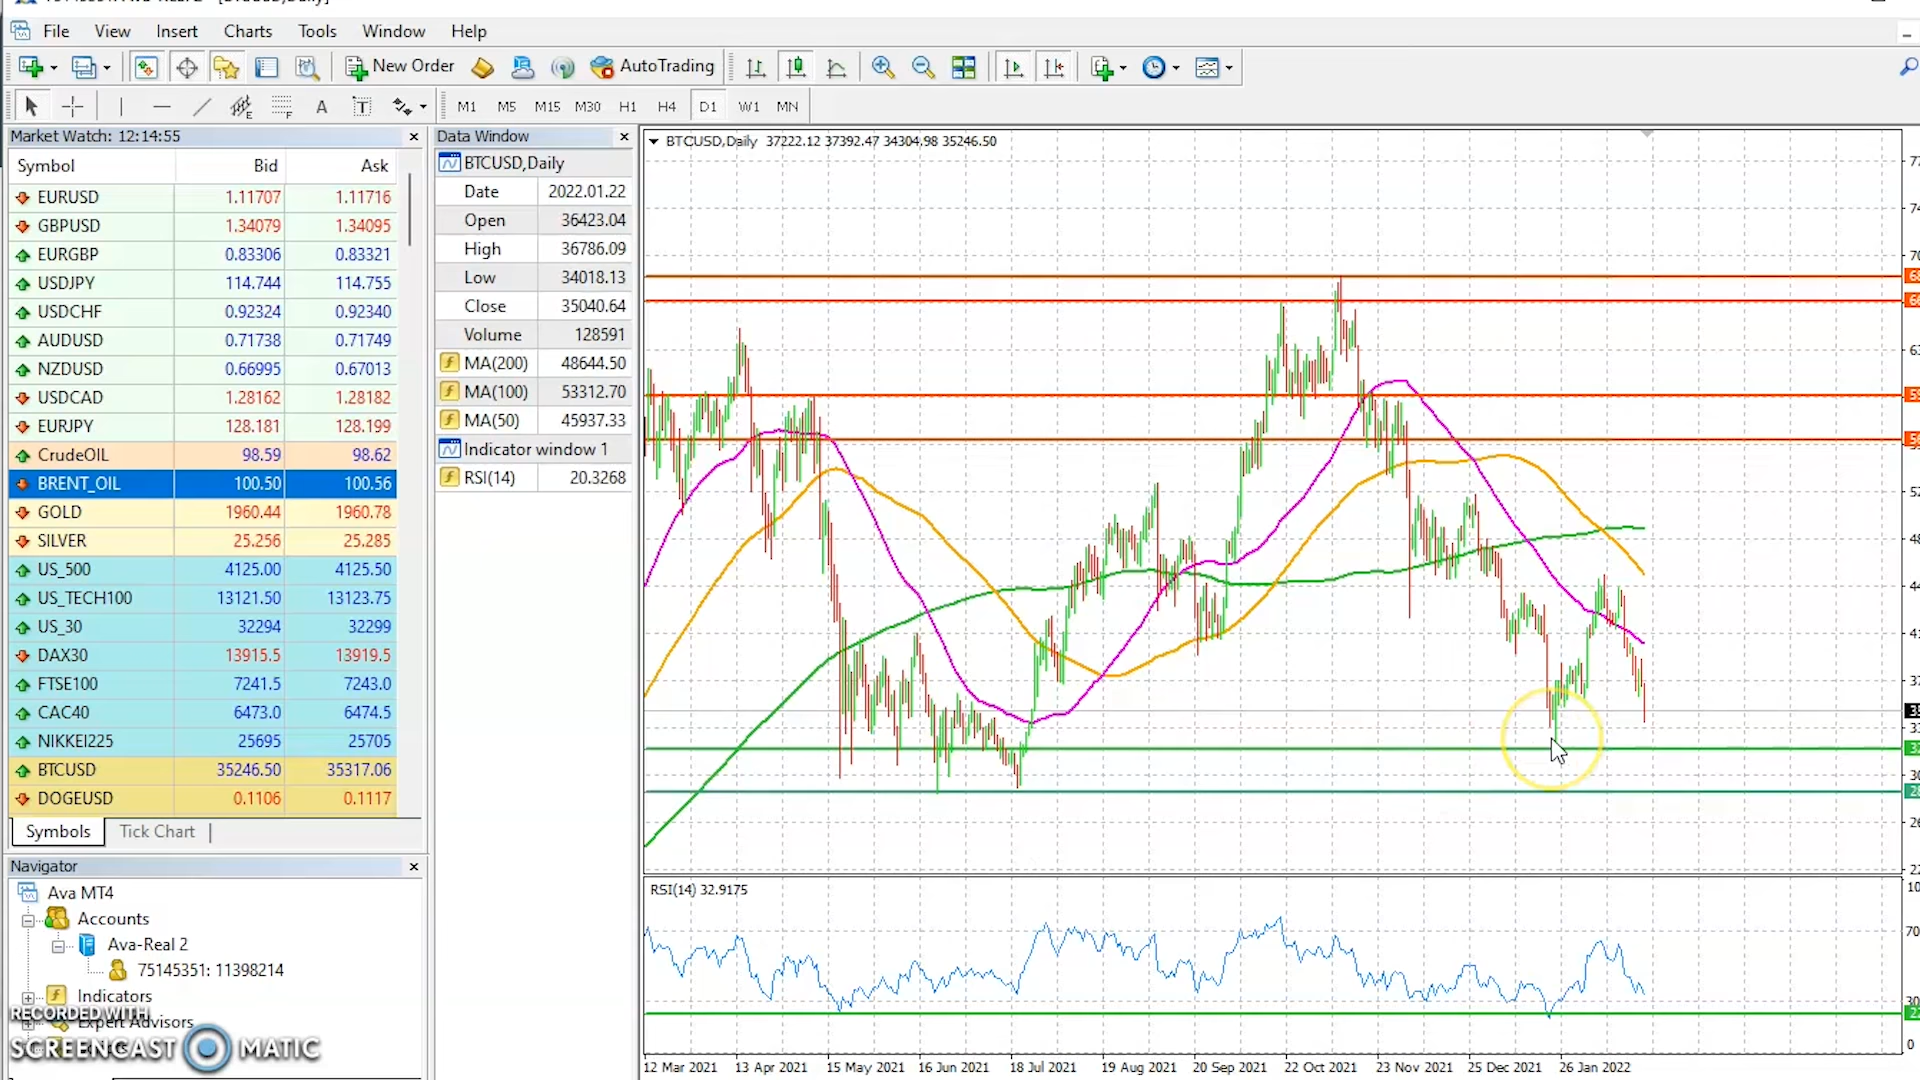 File View Insert Charts Tools Window Help
New Order AutoTrading
A T M1 M5 M15 M30 H1 H4 D1 W1 MN
Market Watch: 12:14:55
Symbol Bid Ask
EURUSD 1.11707 1.11716
GBPUSD 1.34079 1.34095
EURGBP 0.83306 0.83321
USDJPY 114.744 114.755
USDCHF 0.92324 0.92340
AUDUSD 0.71738 0.71749
NZDUSD 0.66995 0.67013
USDCAD 1.28162 1.28182
EURJPY 128.181 128.199
CrudeOIL 98.59 98.62
BRENT_OIL 100.50 100.56
GOLD 1960.44 1960.78
SILVER 25.256 25.285
US_500 4125.00 4125.50
US_TECH100 13121.50 13123.75
US_30 32294 32299
DAX30 13915.5 13919.5
FTSE100 7241.5 7243.0
CAC40 6473.0 6474.5
NIKKEI225 25695 25705
BTCUSD 35246.50 35317.06
DOGEUSD 0.1106 0.1117
Symbols Tick Chart
Navigator
Ava MT4
Accounts
Ava-Real 2
75145351: 11398214
Indicators
Expert Advisors
RECORDED WITH
SCREENCAST MATIC
Data Window
BTCUSD,Daily
Date 2022.01.22
Open 36423.04
High 36786.09
Low 34018.13
Close 35040.64
Volume 128591
MA(200) 48644.50
MA(100) 53312.70
MA(50) 45937.33
Indicator window 1
RSI(14) 20.3268
BTCUSD,Daily 37222.12 37392.47 34304.98 35246.50
RSI(14) 32.9175
70
30
0
12 Mar 2021 13 Apr 2021 15 May 2021 16 Jun 2021 18 Jul 2021 19 Aug 2021 20 Sep 2021 22 Oct 2021 23 Nov 2021 25 Dec 2021 26 Jan 2022